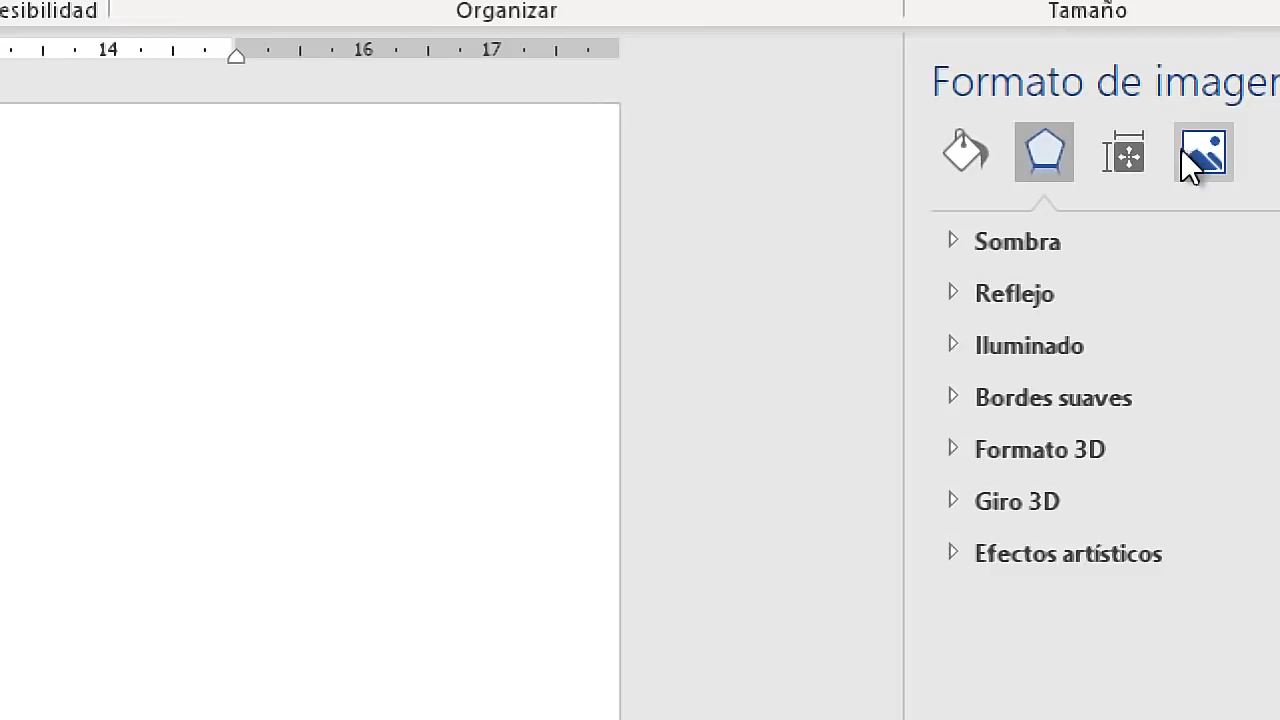 esibilidad Organizar Tamaño
14 16 17
Formato de imagen
Sombra
Reflejo
Iluminado
Bordes suaves
Formato 3D
Giro 3D
Efectos artísticos